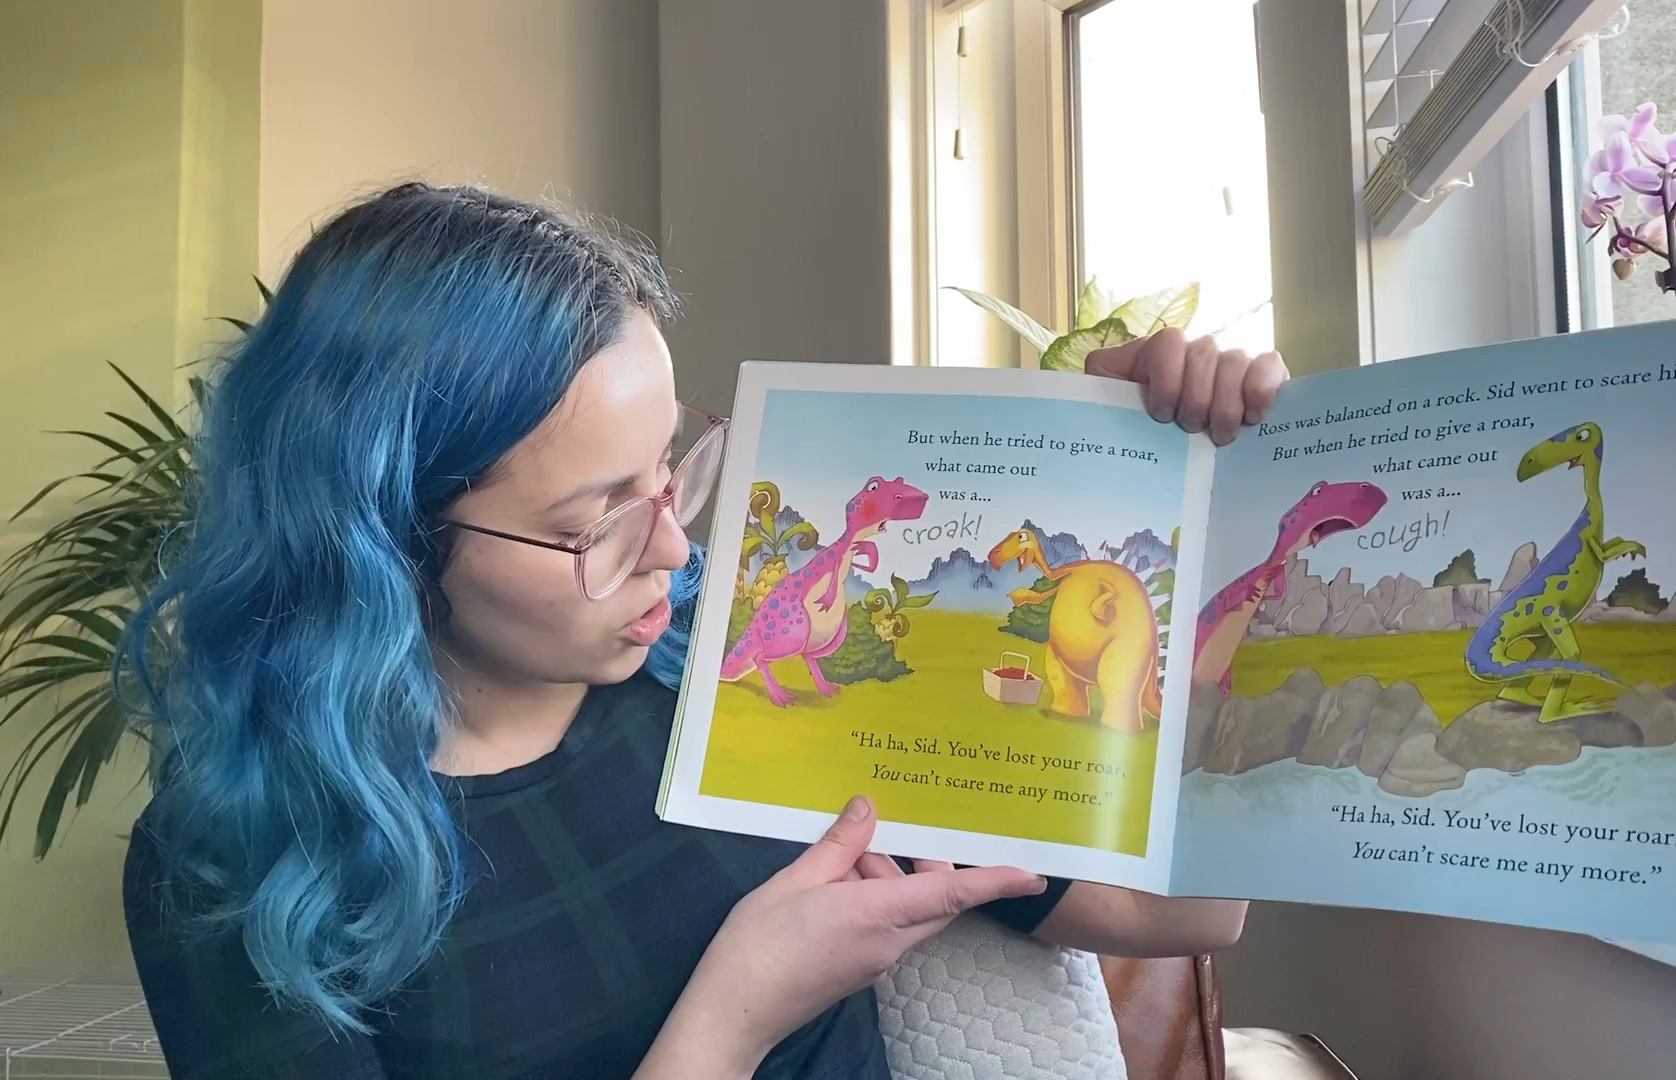 But when he tried to give a roar,
what came out
was a...
croak!
"Ha ha, Sid. You've lost your roar.
You can't scare me any more."
Ross was balanced on a rock. Sid went to scare
But when he tried to give a roar,
what came out
was a...
cough!
"Ha ha, Sid. You've lost your roar.
You can't scare me any more."